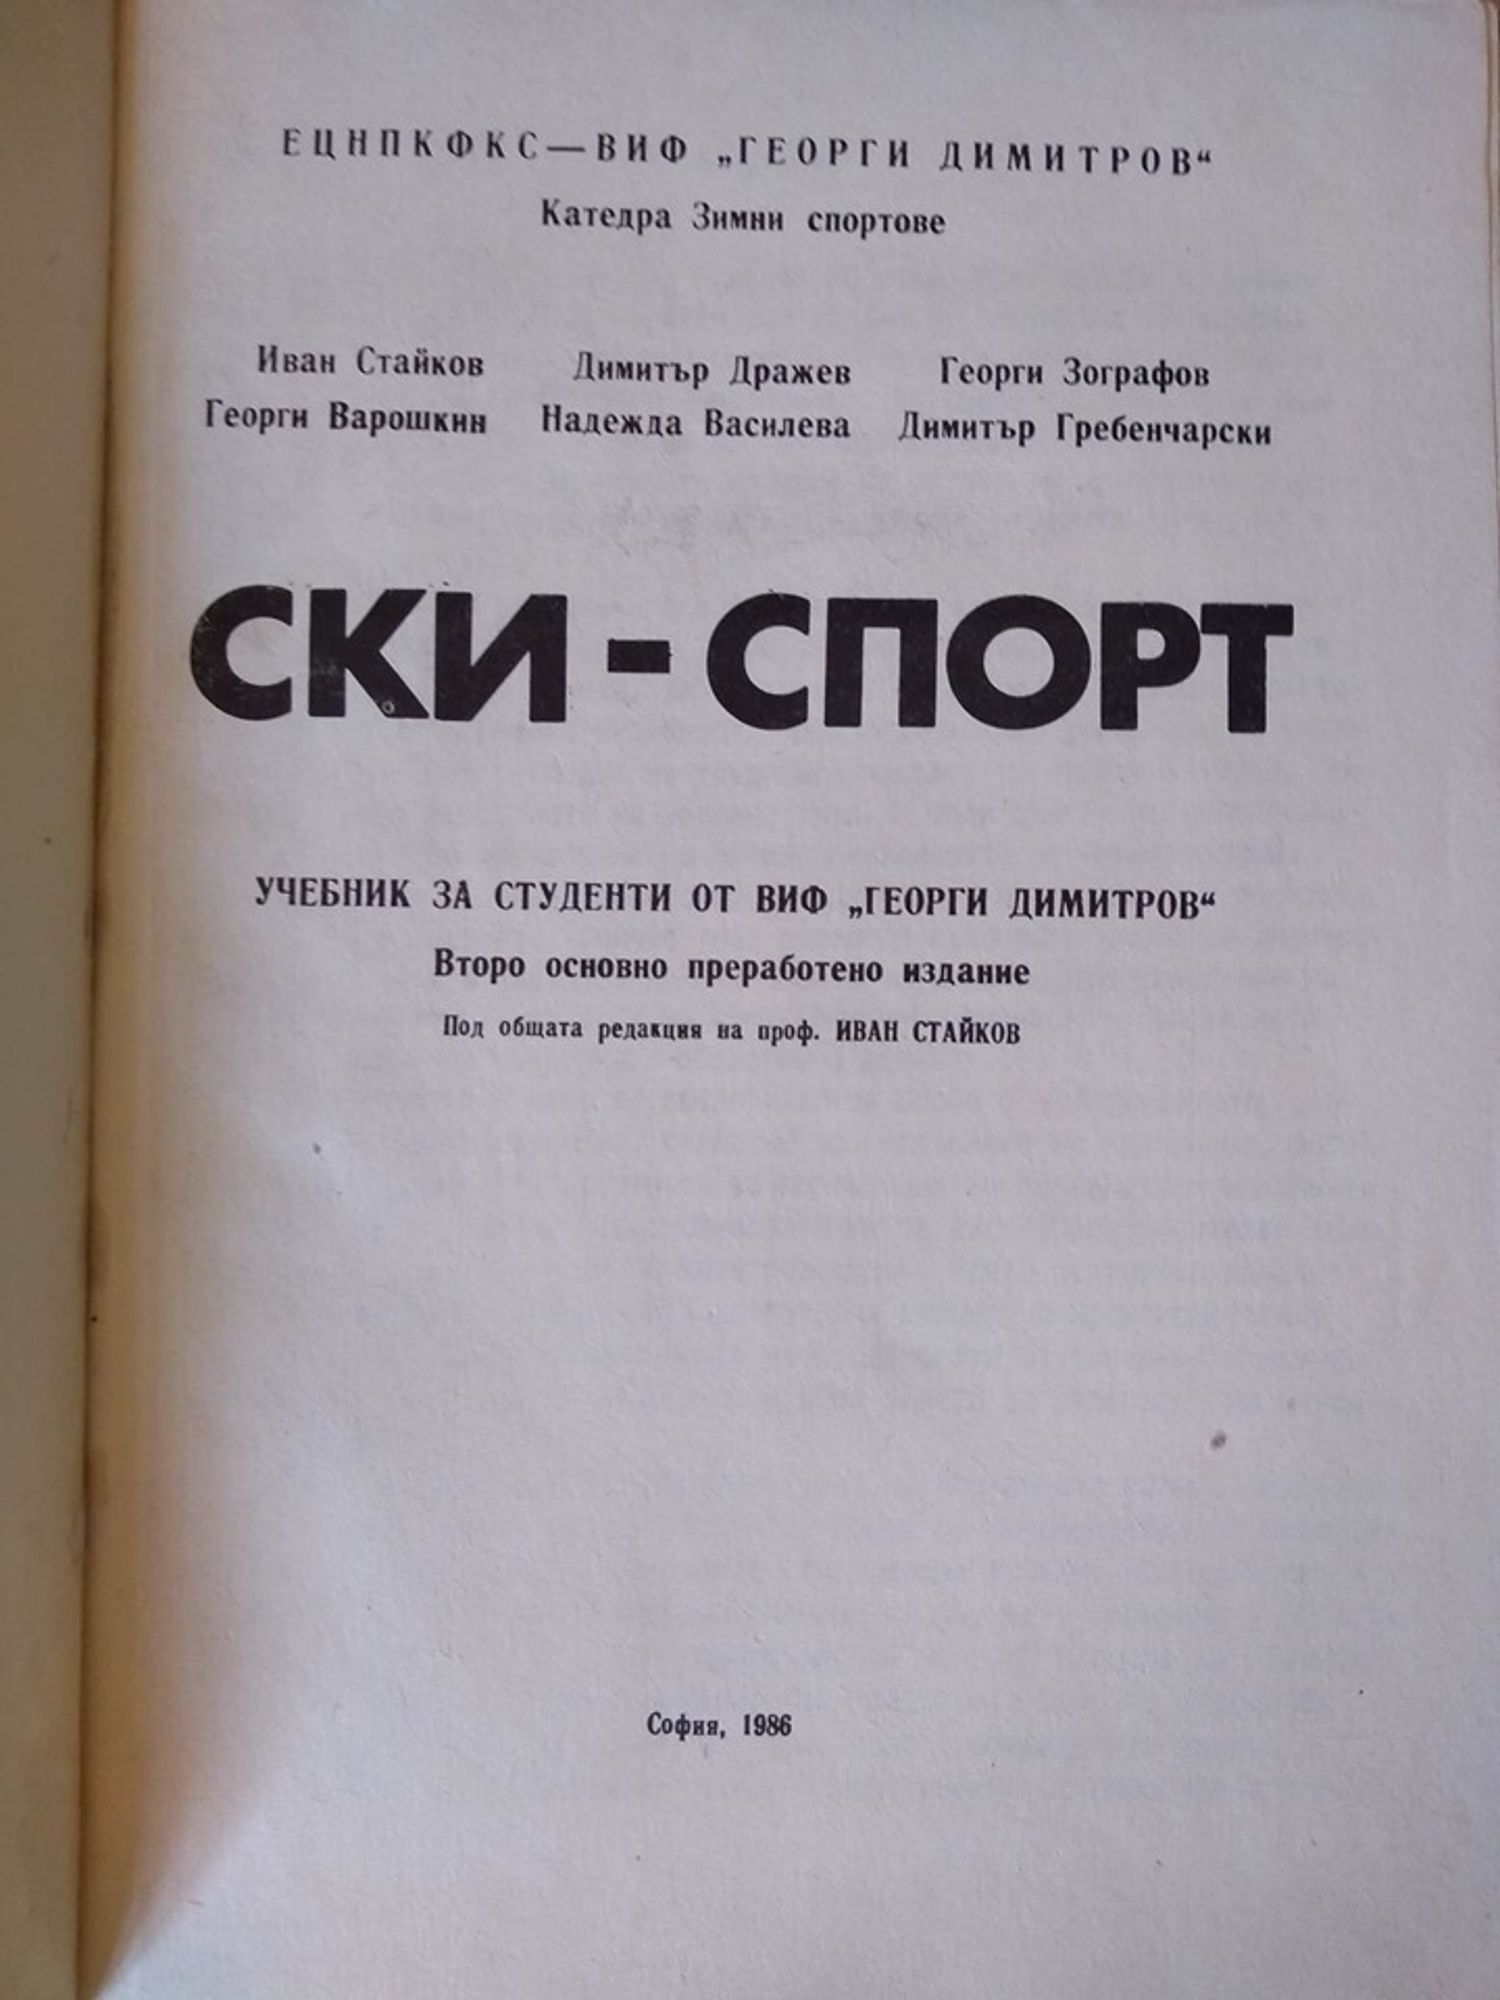 ЕЦНПКФКС—ВИФ „ГЕОРГИ ДИМИТРОВ“
Катедра Зимни спортове
Иван Стайков Димитър Дражев Георги Зографов
Георги Варошкин Надежда Василева Димитър Гребенчарски
СКИ-СПОРТ
УЧЕБНИК ЗА СТУДЕНТИ ОТ ВИФ „ГЕОРГИ ДИМИТРОВ“
Второ основно преработено издание
Под общата редакция на проф. ИВАН СТАЙКОВ
София, 1986